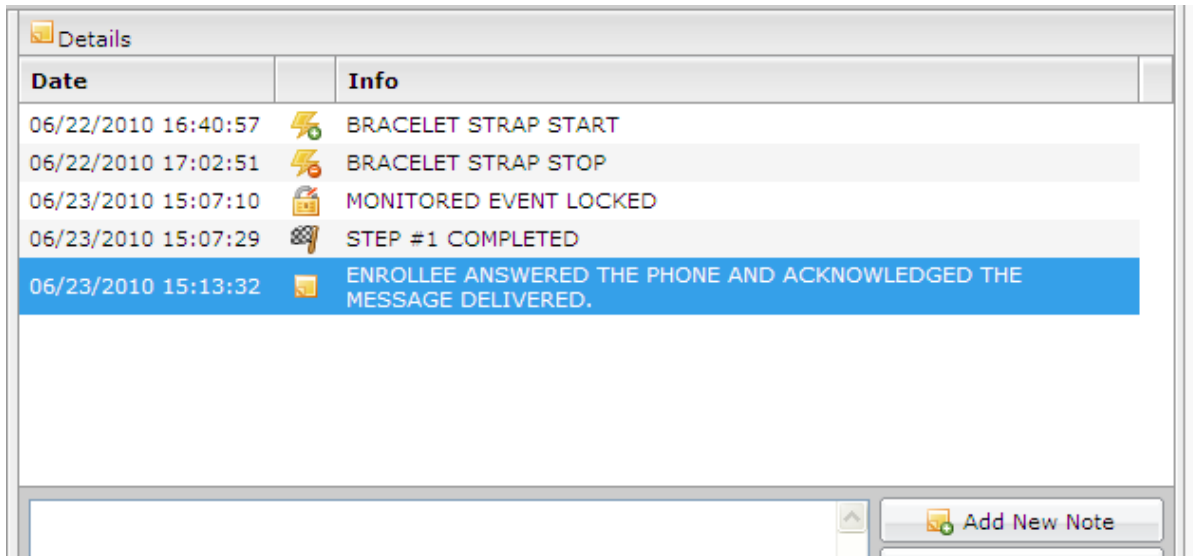 Details
Date Info
06/22/2010 16:40:57 BRACELET STRAP START
06/22/2010 17:02:51 BRACELET STRAP STOP
06/23/2010 15:07:10 MONITORED EVENT LOCKED
06/23/2010 15:07:29 STEP #1 COMPLETED
06/23/2010 15:13:32 ENROLLEE ANSWERED THE PHONE AND ACKNOWLEDGED THE
MESSAGE DELIVERED.
Add New Note